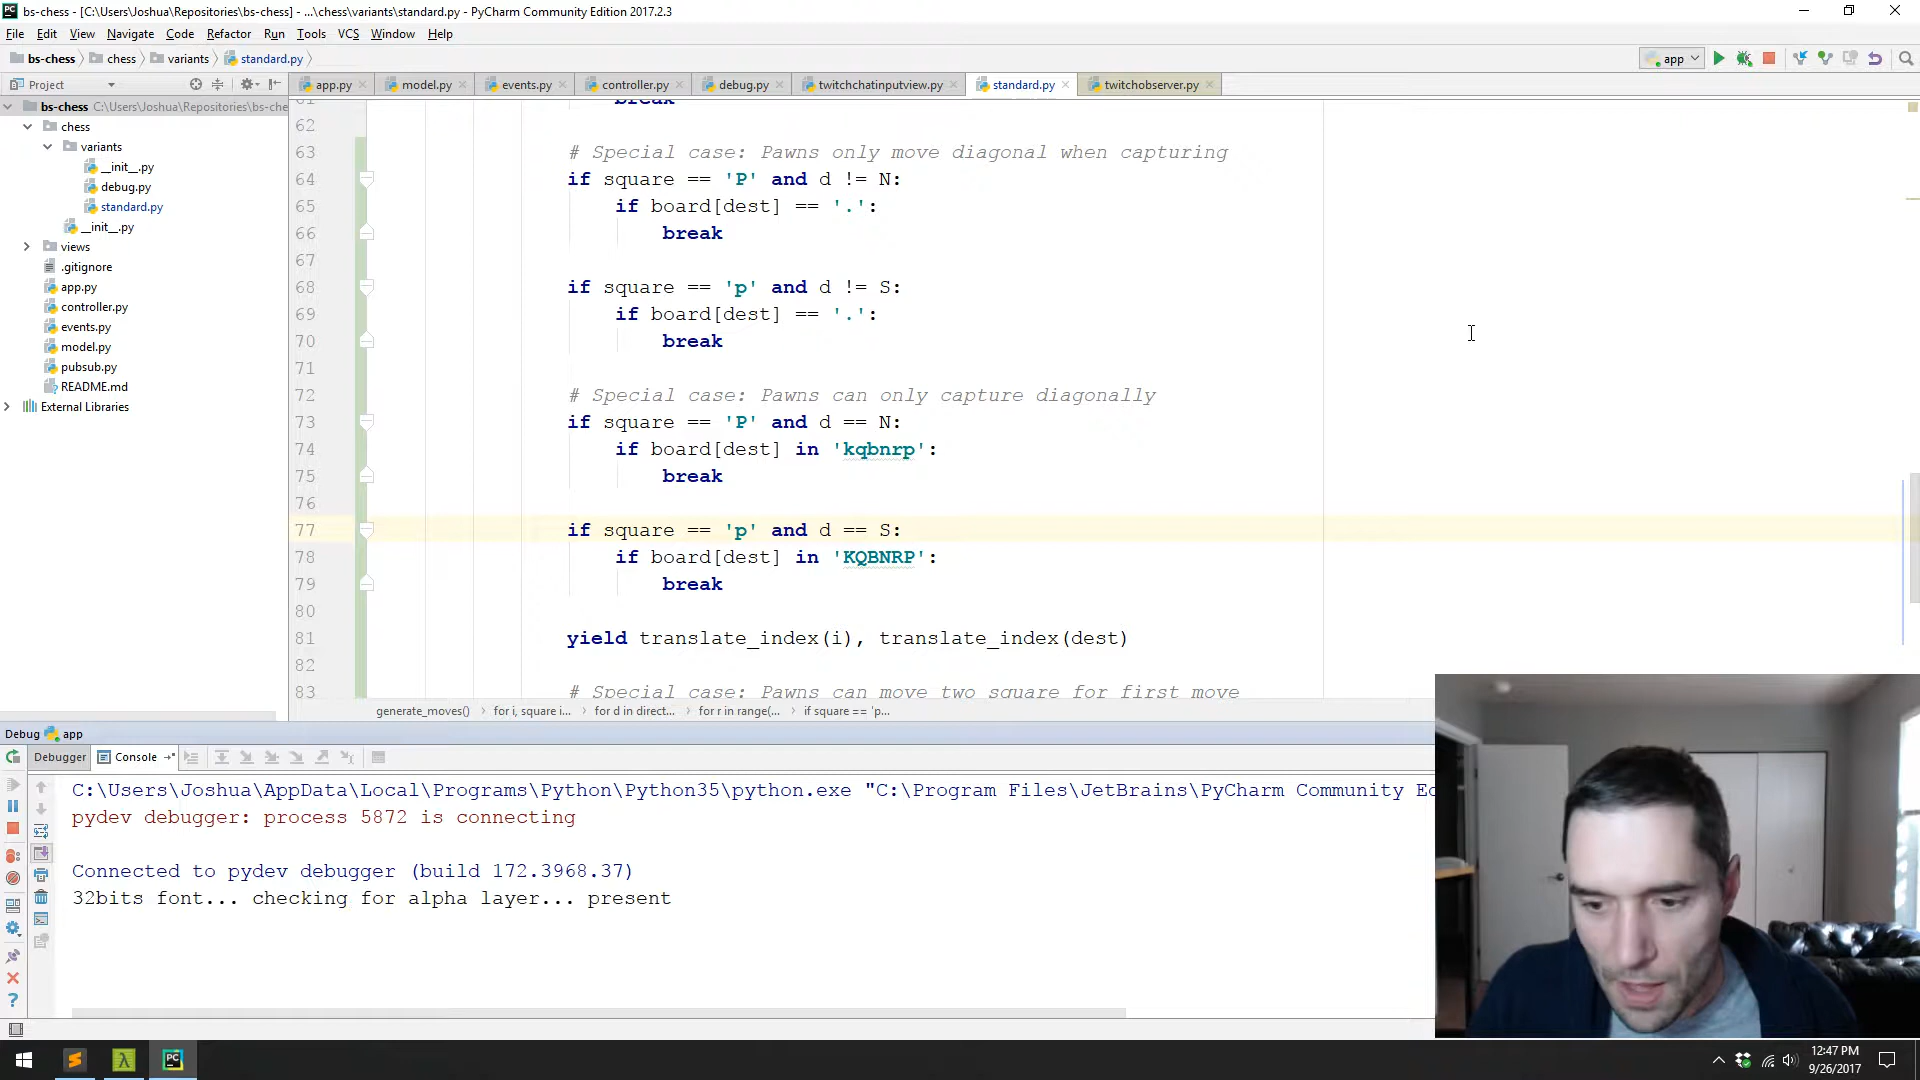 bs-chess - [C:\Users\Joshua\Repositories\bs-chess] - ...\chess\variants\standard.py - PyCharm Community Edition 2017.2.3
File Edit View Navigate Code Refactor Run Tools VCS Window Help
bs-chess chess variants standard.py
app
Project
app.py model.py events.py controller.py debug.py twitchchatinputview.py standard.py twitchobserver.py
bs-chess C:\Users\Joshua\Repositories\bs-che
chess
variants
__init__.py
debug.py
standard.py
__init__.py
views
.gitignore
app.py
controller.py
events.py
model.py
pubsub.py
README.md
External Libraries
61 break
62
63 # Special case: Pawns only move diagonal when capturing
64 if square == 'P' and d != N:
65 if board[dest] == '.':
66 break
67
68 if square == 'p' and d != S:
69 if board[dest] == '.':
70 break
71
72 # Special case: Pawns can only capture diagonally
73 if square == 'P' and d == N:
74 if board[dest] in 'kqbnrp':
75 break
76
77 if square == 'p' and d == S:
78 if board[dest] in 'KQBNRP':
79 break
80
81 yield translate_index(i), translate_index(dest)
82
83 # Special case: Pawns can move two square for first move
generate_moves() for i, square i... for d in direct... for r in range(... if square == 'p...
Debug app
Debugger Console
C:\Users\Joshua\AppData\Local\Programs\Python\Python35\python.exe "C:\Program Files\JetBrains\PyCharm Community Ed
pydev debugger: process 5872 is connecting
Connected to pydev debugger (build 172.3968.37)
32bits font... checking for alpha layer... present
12:47 PM
9/26/2017